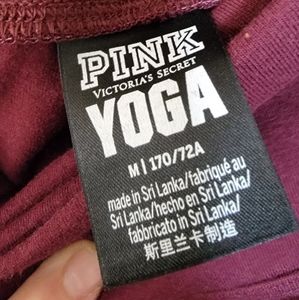 PINK
VICTORIA'S SECRET
YOGA
M | 170/72A
made in Sri Lanka/fabriqué au
Sri Lanka/hecho en Sri Lanka/
fabbricato in Sri Lanka
斯里兰卡制造